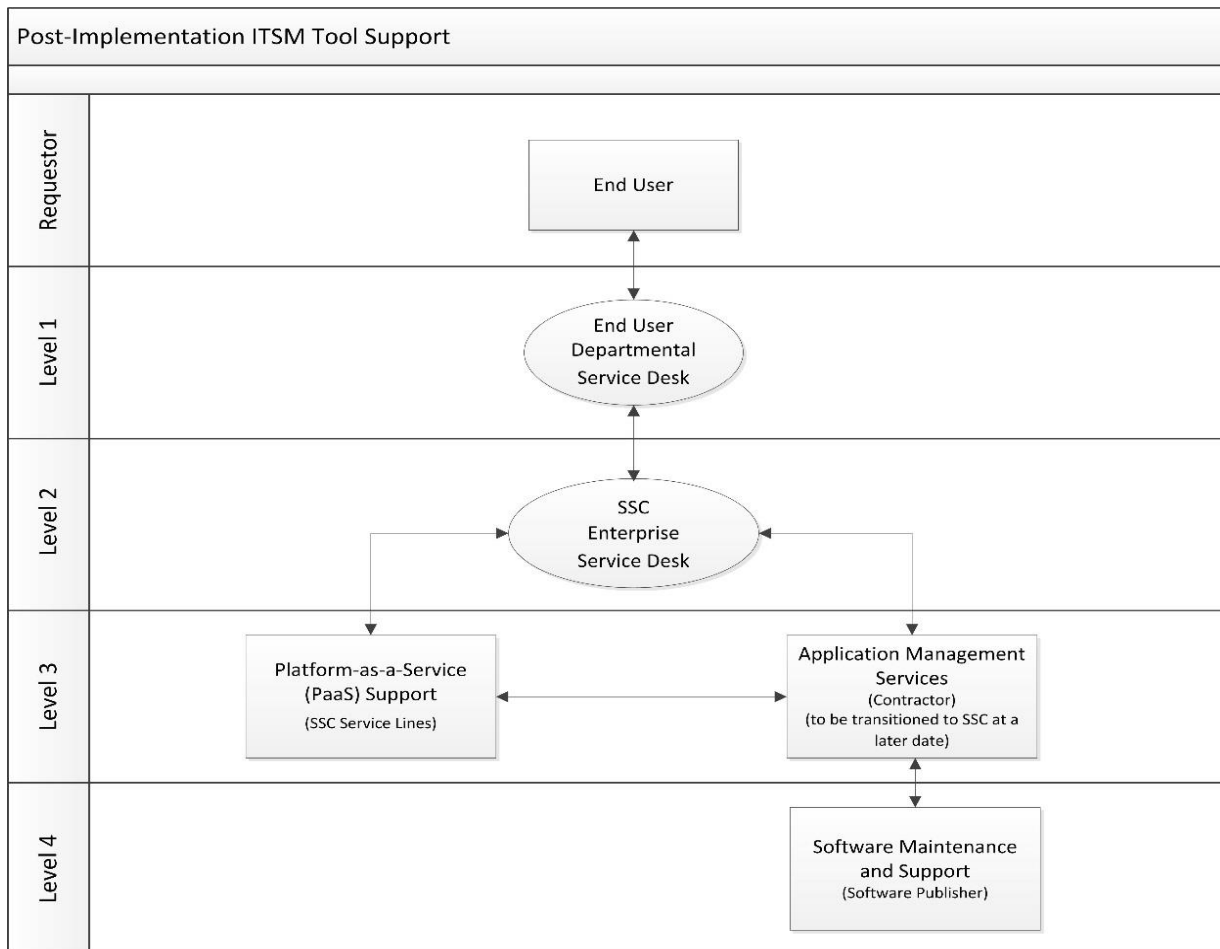 Post-Implementation ITSM Tool Support
Requestor
End User
Level 1
End User
Departmental
Service Desk
Level 2
SSC
Enterprise
Service Desk
Level 3
Platform-as-a-Service
(PaaS) Support
(SSC Service Lines)
Application Management
Services
(Contractor)
(to be transitioned to SSC at a
later date)
Level 4
Software Maintenance
and Support
(Software Publisher)